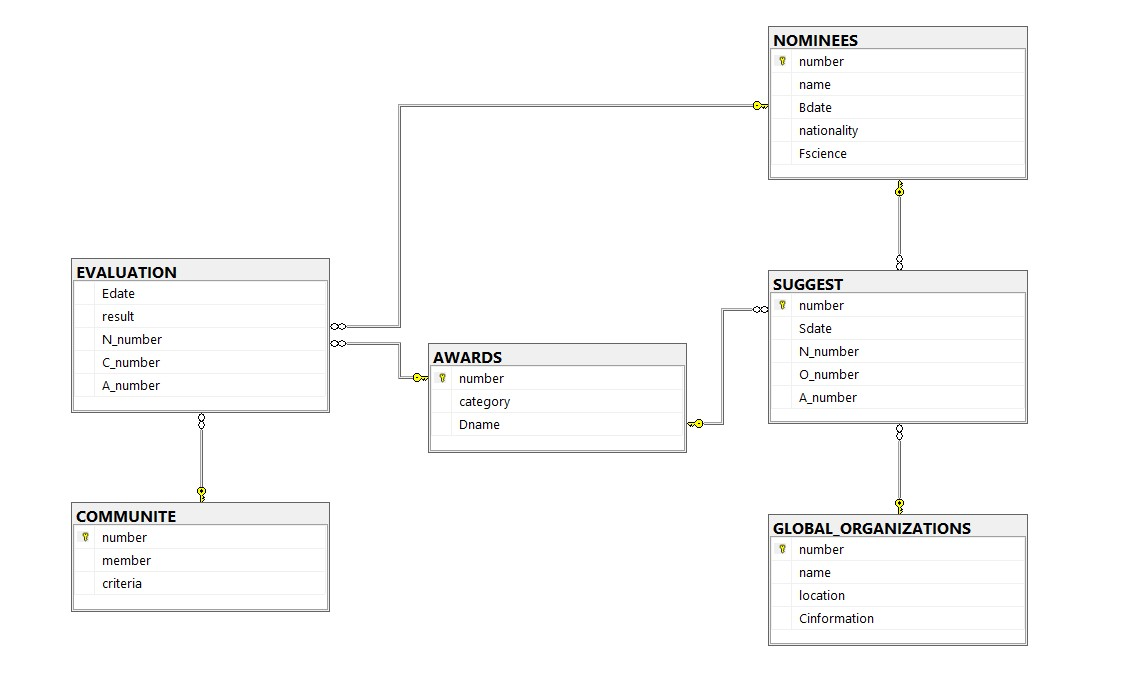 NOMINEES
number
name
Bdate
nationality
Fscience
EVALUATION
Edate
result
N_number
C_number
A_number
SUGGEST
number
Sdate
N_number
O_number
A_number
AWARDS
number
category
Dname
COMMUNITE
number
member
criteria
GLOBAL_ORGANIZATIONS
number
name
location
Cinformation